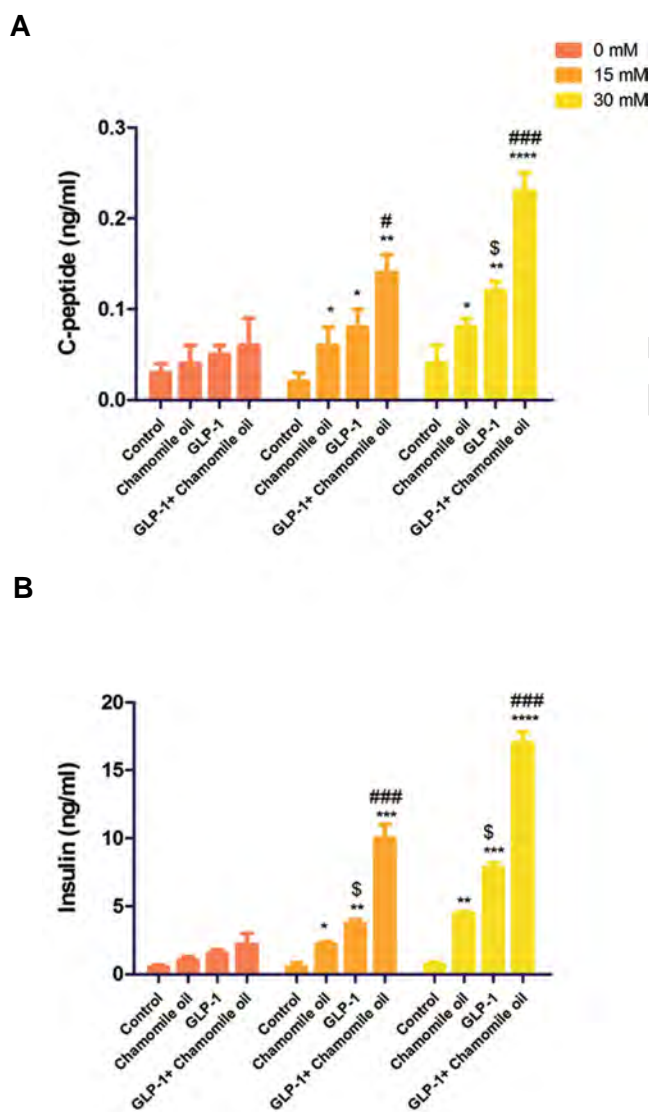 A
0 mM
15 mM
30 mM
C-peptide (ng/ml)
0.3
0.2
0.1
0.0
#
**
*
*
###
****
$
**
*
Control
Chamomile oil
GLP-1
GLP-1+ Chamomile oil
Control
Chamomile oil
GLP-1
GLP-1+ Chamomile oil
Control
Chamomile oil
GLP-1
GLP-1+ Chamomile oil
B
Insulin (ng/ml)
20
15
10
5
0
###
***
$
**
*
###
****
$
***
**
Control
Chamomile oil
GLP-1
GLP-1+ Chamomile oil
Control
Chamomile oil
GLP-1
GLP-1+ Chamomile oil
Control
Chamomile oil
GLP-1
GLP-1+ Chamomile oil